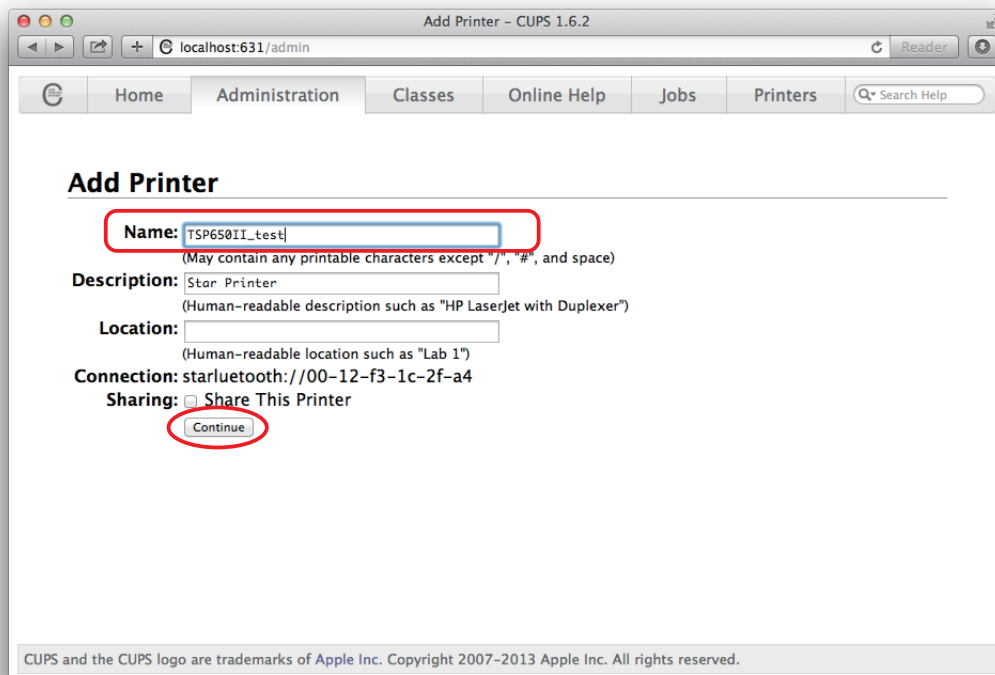 Add Printer – CUPS 1.6.2
localhost:631/admin
Reader
Home Administration Classes Online Help Jobs Printers Search Help
Add Printer
Name: TSP650II_test
(May contain any printable characters except "/", "#", and space)
Description: Star Printer
(Human-readable description such as "HP LaserJet with Duplexer")
Location:
(Human-readable location such as "Lab 1")
Connection: starluetooth://00-12-f3-1c-2f-a4
Sharing: Share This Printer
Continue
CUPS and the CUPS logo are trademarks of Apple Inc. Copyright 2007-2013 Apple Inc. All rights reserved.